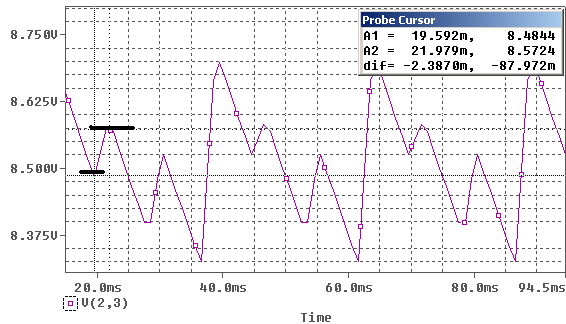 Probe Cursor
A1 = 19.592m, 8.4844
A2 = 21.979m, 8.5724
dif= -2.3870m, -87.972m
8.750V
8.625V
8.500V
8.375V
20.0ms 40.0ms 60.0ms 80.0ms 94.5ms
V(2,3)
Time